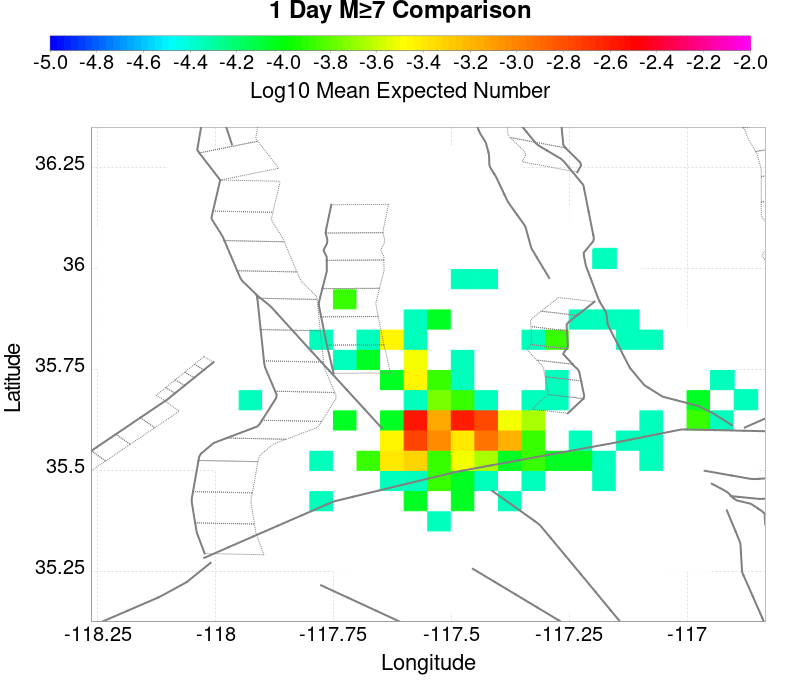 1 Day M≥7 Comparison
-5.0 -4.8 -4.6 -4.4 -4.2 -4.0 -3.8 -3.6 -3.4 -3.2 -3.0 -2.8 -2.6 -2.4 -2.2 -2.0
Log10 Mean Expected Number
36.25
36
35.75
35.5
35.25
Latitude
-118.25 -118 -117.75 -117.5 -117.25 -117
Longitude